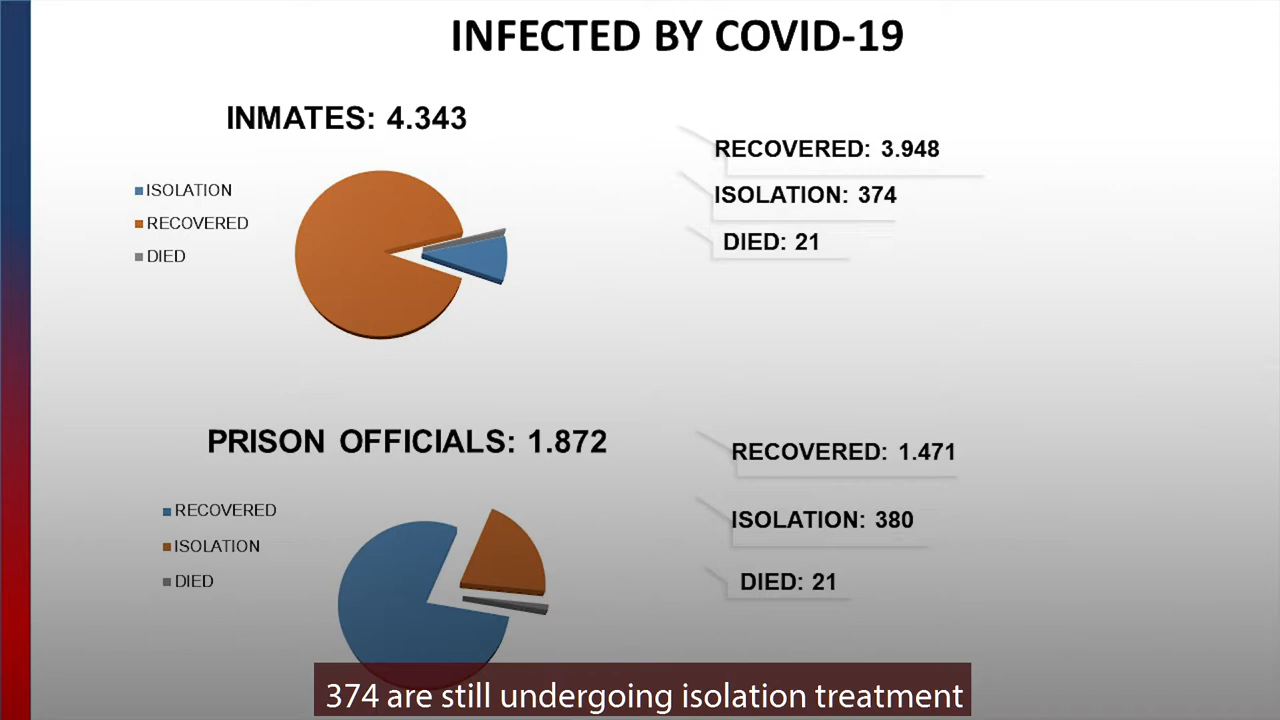 INFECTED BY COVID-19
INMATES: 4.343
ISOLATION
RECOVERED
DIED
RECOVERED: 3.948
ISOLATION: 374
DIED: 21
PRISON OFFICIALS: 1.872
RECOVERED
ISOLATION
DIED
RECOVERED: 1.471
ISOLATION: 380
DIED: 21
374 are still undergoing isolation treatment